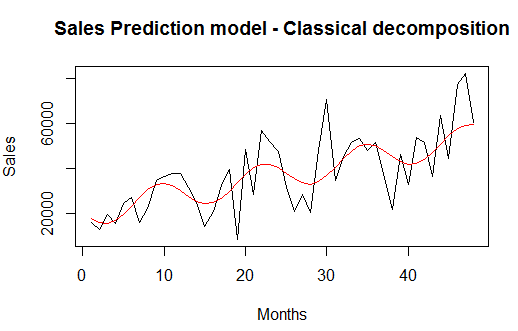 Sales Prediction model - Classical decomposition
Sales
60000
20000
0
10
20
30
40
Months